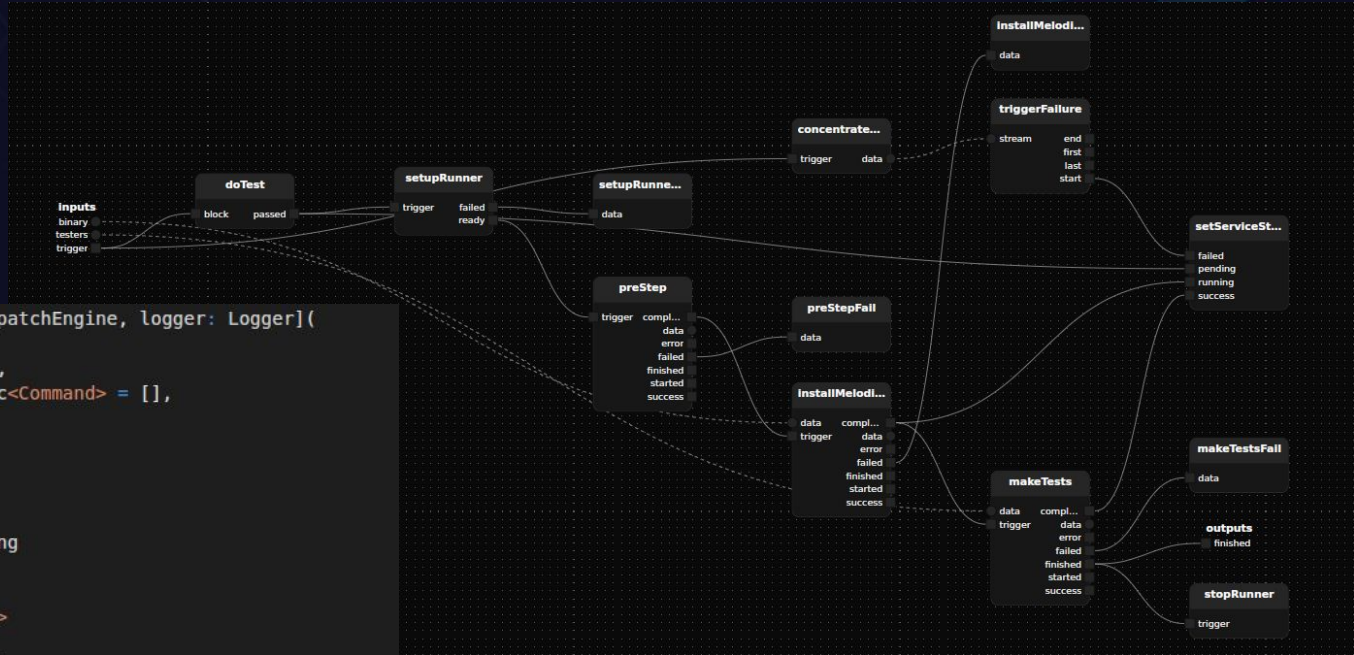 inputs
binary
testers
trigger
doTest
block passed
setupRunner
trigger failed
ready
setupRunne...
data
concentrate...
trigger data
installMelodi...
data
triggerFailure
stream end
first
last
start
setServiceSt...
failed
pending
running
success
preStep
trigger compl...
data
error
failed
finished
started
success
preStepFail
data
installMelodi...
data compl...
trigger data
error
failed
finished
started
success
makeTests
data compl...
trigger data
error
failed
finished
started
success
makeTestsFail
data
outputs
finished
stopRunner
trigger
patchEngine, logger: Logger](
,
c<Command> = [],
ng
>